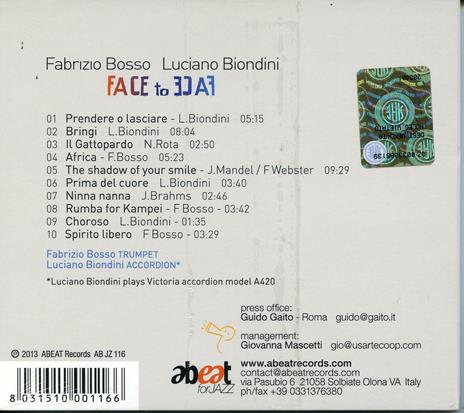 Fabrizio Bosso Luciano Biondini
FACE to FACE
01 Prendere o lasciare - L.Biondini 05:15
02 Bringi L.Biondini 08:04
03 Il Gattopardo N.Rota 02:50
04 Africa - F.Bosso 05:23
05 The shadow of your smile - J.Mandel / F Webster 09:29
06 Prima del cuore L.Biondini 03:40
07 Ninna nanna J.Brahms 02:46
08 Rumba for Kampei - F Bosso - 03:42
09 Choroso L.Biondini - 01:35
10 Spirito libero F Bosso - 03:29
Fabrizio Bosso TRUMPET
Luciano Biondini ACCORDION*
*Luciano Biondini plays Victoria accordion model A420
press office:
Guido Gaito - Roma guido@gaito.it
management:
Giovanna Mascetti gio@usartecoop.com
℗ © 2013 ABEAT Records AB JZ 116
8 031510 001166
abeat
forJAZZ
www.abeatrecords.com
contact@abeatrecords.com
via Pasubio 6 21058 Solbiate Olona VA Italy
ph/fax +39 0331376380